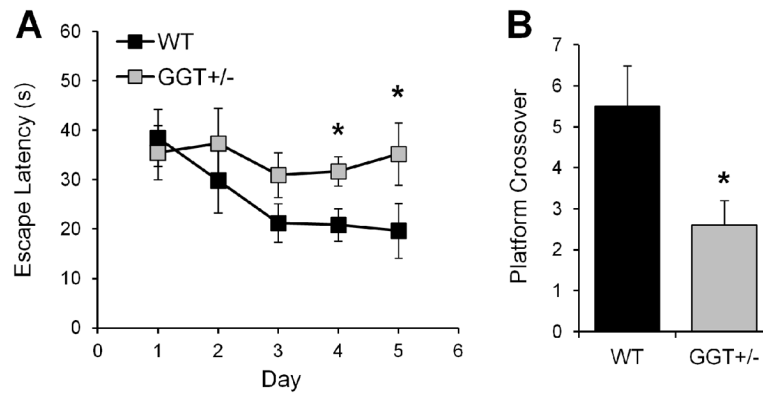 A
60
50
40
30
20
10
0
Escape Latency (s)
WT
GGT+/-
*
*
0 1 2 3 4 5 6
Day
B
7
6
5
4
3
2
1
0
Platform Crossover
*
WT GGT+/-